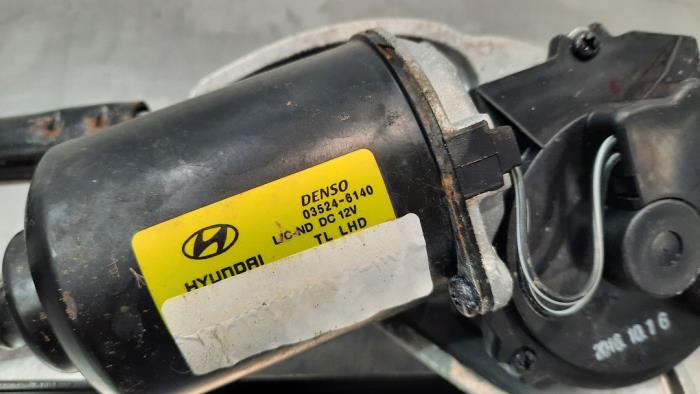 DENSO
03524-6140
L/C-ND DC 12V
TL LHD
HYUNDAI